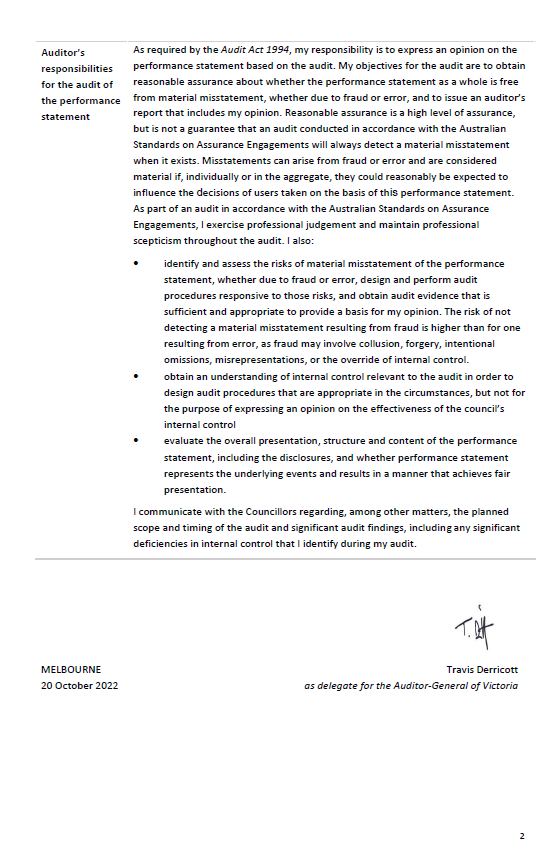 Auditor's
responsibilities
for the audit of
the performance
statement
As required by the Audit Act 1994, my responsibility is to express an opinion on the
performance statement based on the audit. My objectives for the audit are to obtain
reasonable assurance about whether the performance statement as a whole is free
from material misstatement, whether due to fraud or error, and to issue an auditor's
report that includes my opinion. Reasonable assurance is a high level of assurance,
but is not a guarantee that an audit conducted in accordance with the Australian
Standards on Assurance Engagements will always detect a material misstatement
when it exists. Misstatements can arise from fraud or error and are considered
material if, individually or in the aggregate, they could reasonably be expected to
influence the decisions of users taken on the basis of this performance statement.
As part of an audit in accordance with the Australian Standards on Assurance
Engagements, I exercise professional judgement and maintain professional
scepticism throughout the audit. I also:
• identify and assess the risks of material misstatement of the performance
statement, whether due to fraud or error, design and perform audit
procedures responsive to those risks, and obtain audit evidence that is
sufficient and appropriate to provide a basis for my opinion. The risk of not
detecting a material misstatement resulting from fraud is higher than for one
resulting from error, as fraud may involve collusion, forgery, intentional
omissions, misrepresentations, or the override of internal control.
• obtain an understanding of internal control relevant to the audit in order to
design audit procedures that are appropriate in the circumstances, but not for
the purpose of expressing an opinion on the effectiveness of the council's
internal control
• evaluate the overall presentation, structure and content of the performance
statement, including the disclosures, and whether performance statement
represents the underlying events and results in a manner that achieves fair
presentation.
I communicate with the Councillors regarding, among other matters, the planned
scope and timing of the audit and significant audit findings, including any significant
deficiencies in internal control that I identify during my audit.
MELBOURNE
20 October 2022
Travis Derricott
as delegate for the Auditor-General of Victoria
2